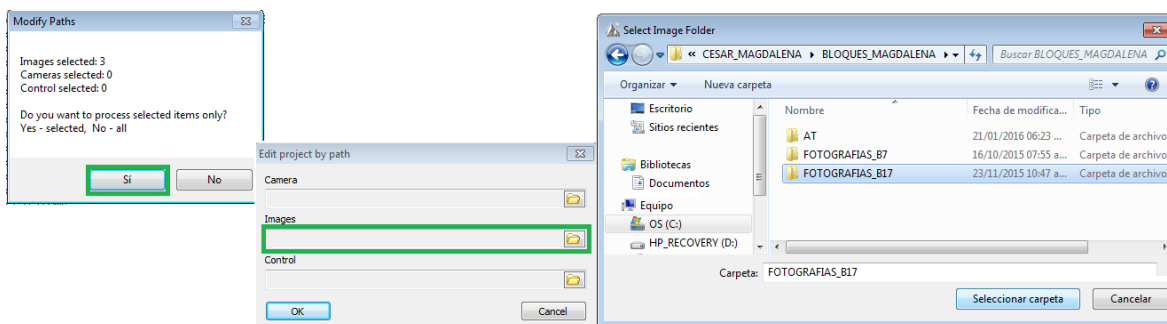 Modify Paths
Images selected: 3
Cameras selected: 0
Control selected: 0
Do you want to process selected items only?
Yes - selected, No - all
Sí
No
Edit project by path
Camera
Images
Control
OK
Cancel
Select Image Folder
« CESAR_MAGDALENA ▸ BLOQUES_MAGDALENA ▸
Buscar BLOQUES_MAGDALENA
Organizar
Nueva carpeta
Escritorio
Sitios recientes
Bibliotecas
Documentos
Equipo
OS (C:)
HP_RECOVERY (D:)
Nombre Fecha de modifica... Tipo
AT 21/01/2016 06:23 ... Carpeta de archivo
FOTOGRAFIAS_B7 16/10/2015 07:55 a... Carpeta de archivo
FOTOGRAFIAS_B17 23/11/2015 10:47 a... Carpeta de archivo
Carpeta: FOTOGRAFIAS_B17
Seleccionar carpeta
Cancelar